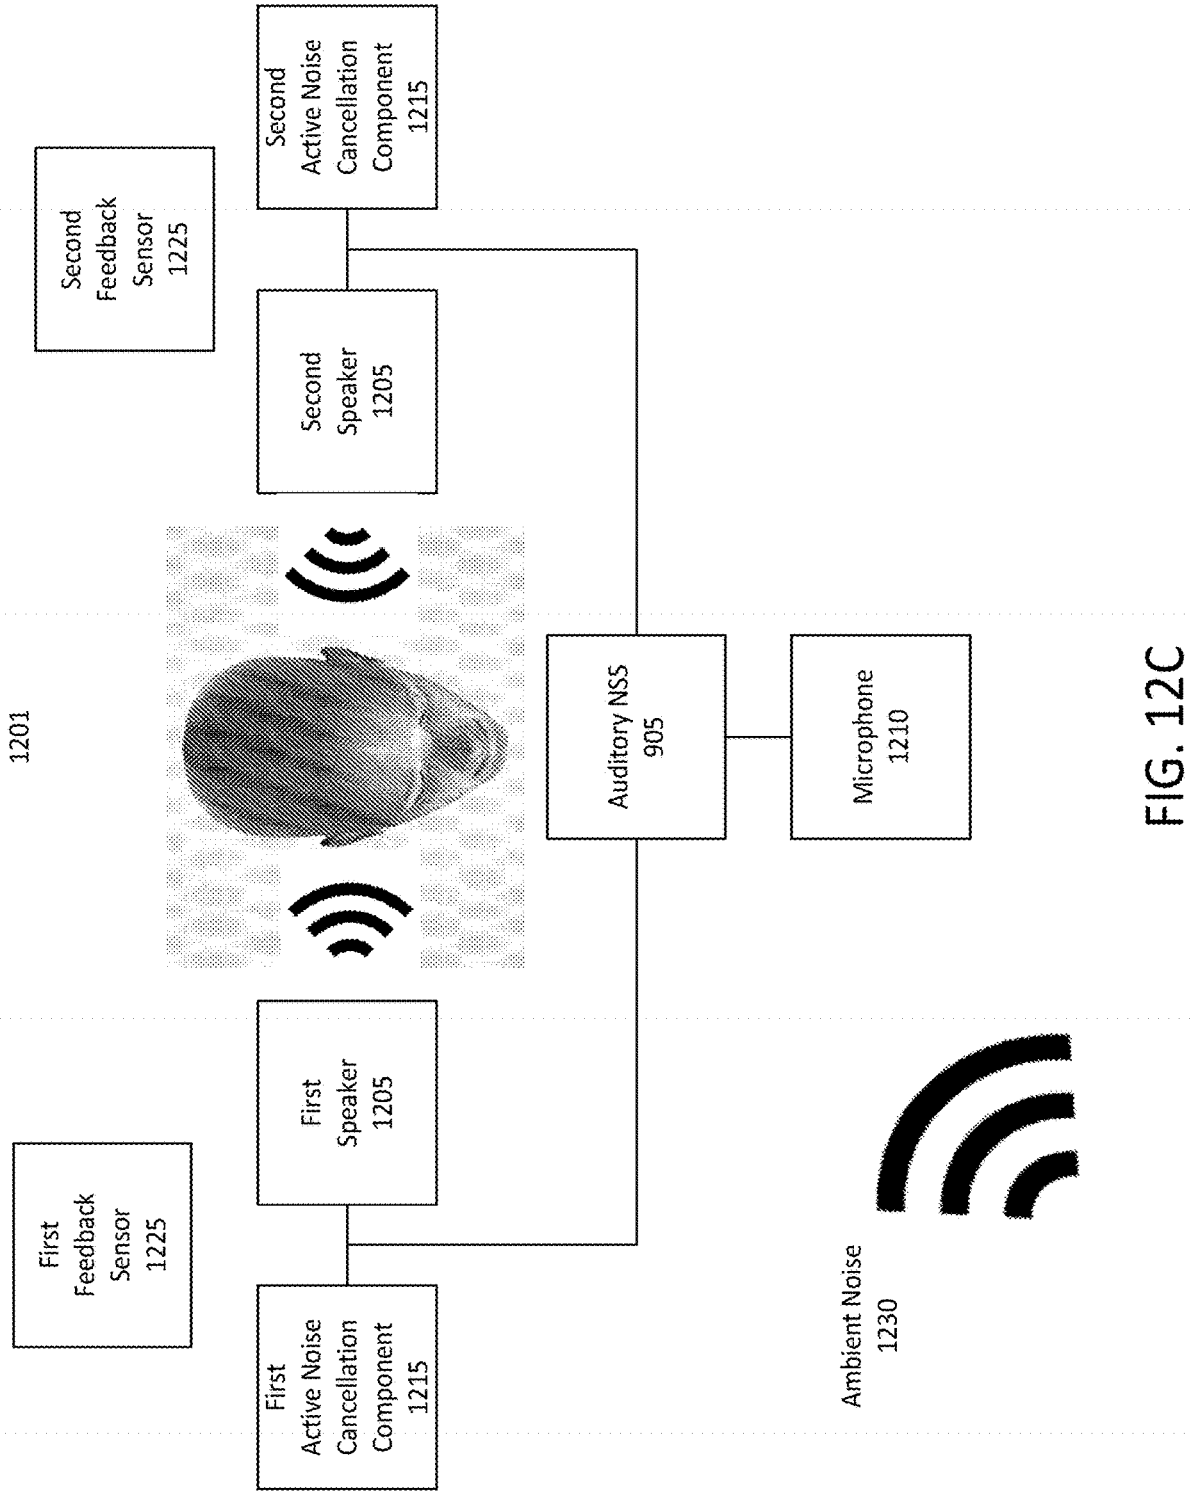 1201
First
Feedback
Sensor
1225
Second
Feedback
Sensor
1225
First
Active Noise
Cancellation
Component
1215
First
Speaker
1205
Second
Speaker
1205
Second
Active Noise
Cancellation
Component
1215
Auditory NSS
905
Microphone
1210
Ambient Noise
1230
FIG. 12C